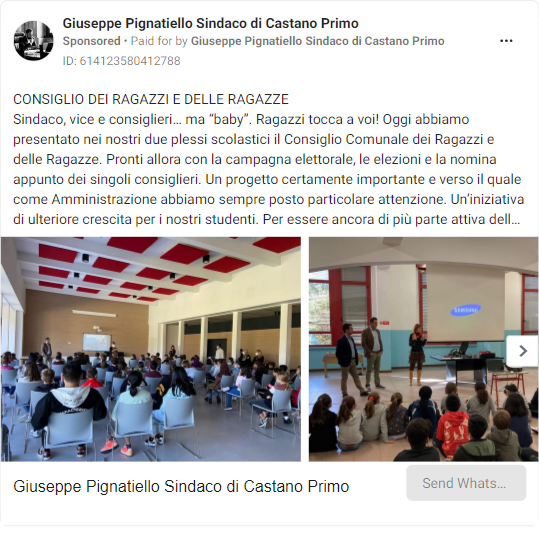 Giuseppe Pignatiello Sindaco di Castano Primo
Sponsored • Paid for by Giuseppe Pignatiello Sindaco di Castano Primo
ID: 614123580412788
CONSIGLIO DEI RAGAZZI E DELLE RAGAZZE
Sindaco, vice e consiglieri... ma “baby”. Ragazzi tocca a voi! Oggi abbiamo
presentato nei nostri due plessi scolastici il Consiglio Comunale dei Ragazzi e
delle Ragazze. Pronti allora con la campagna elettorale, le elezioni e la nomina
appunto dei singoli consiglieri. Un progetto certamente importante e verso il quale
come Amministrazione abbiamo sempre posto particolare attenzione. Un’iniziativa
di ulteriore crescita per i nostri studenti. Per essere ancora di più parte attiva dell...
SAMSUNG
Giuseppe Pignatiello Sindaco di Castano Primo
Send Whats...